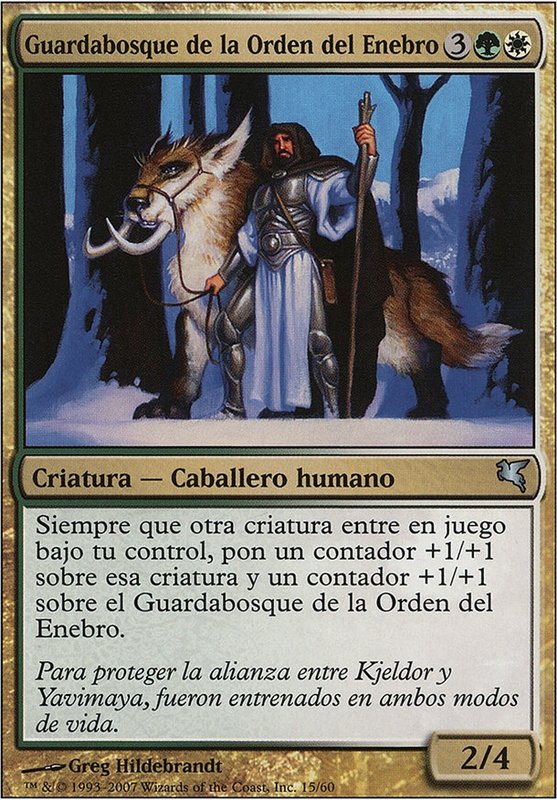 Guardabosque de la Orden del Enebro 3
Criatura — Caballero humano
Siempre que otra criatura entre en juego
bajo tu control, pon un contador +1/+1
sobre esa criatura y un contador +1/+1
sobre el Guardabosque de la Orden del
Enebro.
Para proteger la alianza entre Kjeldor y
Yavimaya, fueron entrenados en ambos modos
de vida.
Greg Hildebrandt
2/4
™ & © 1993–2007 Wizards of the Coast, Inc. 15/60